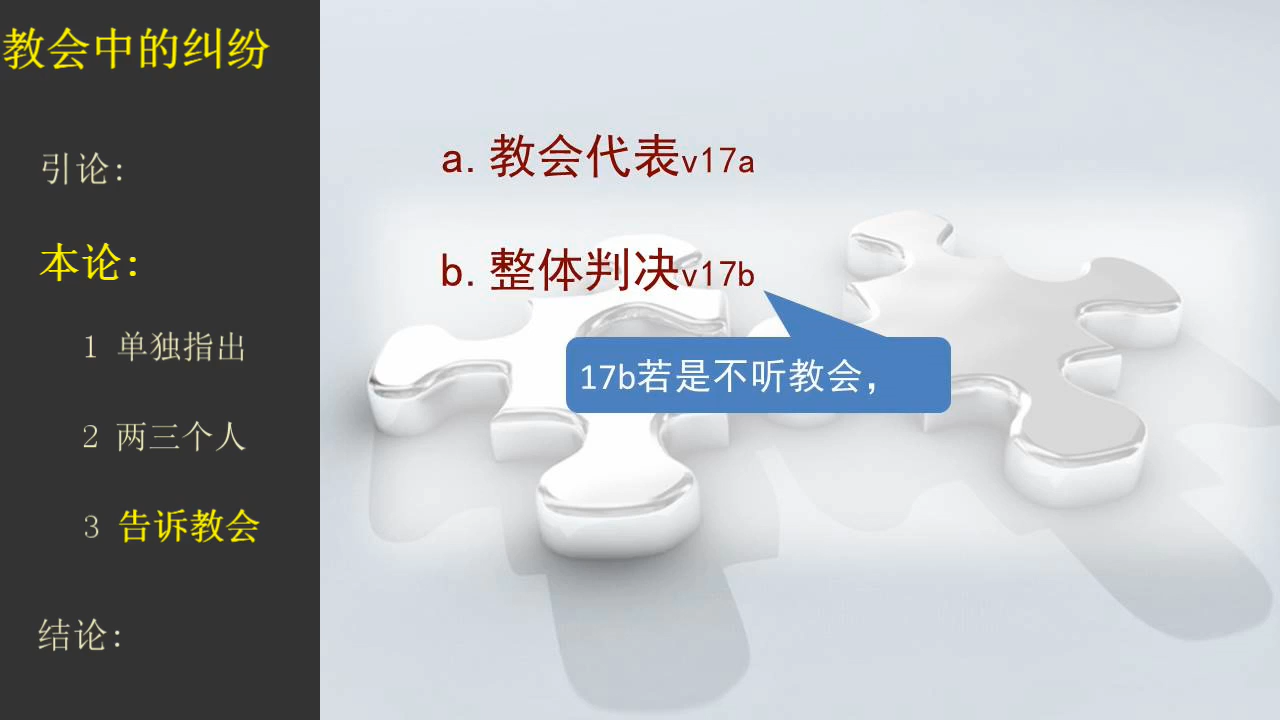 教会中的纠纷
引论:
本论:
1 单独指出
2 两三个人
3 告诉教会
结论:
a.教会代表v17a
b.整体判决v17b
17b若是不听教会，